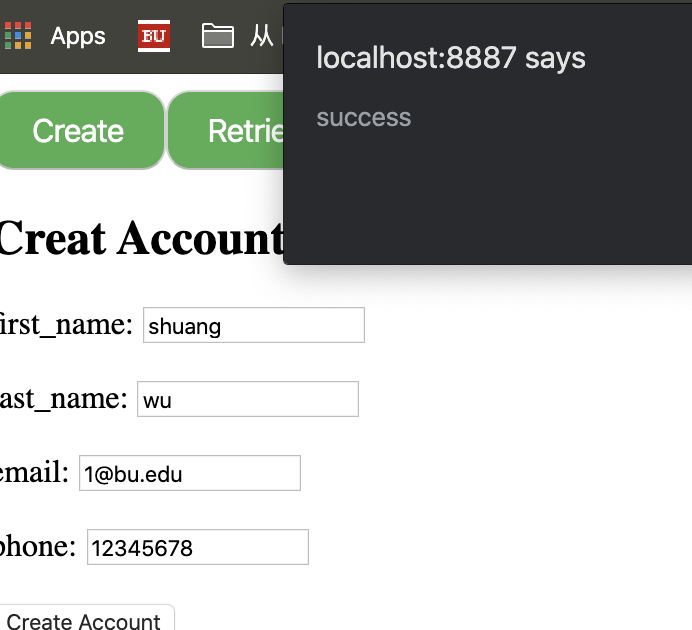 Apps BU 从
localhost:8887 says
success
Create Retrie
Creat Account
first_name: shuang
last_name: wu
email: 1@bu.edu
phone: 12345678
Create Account